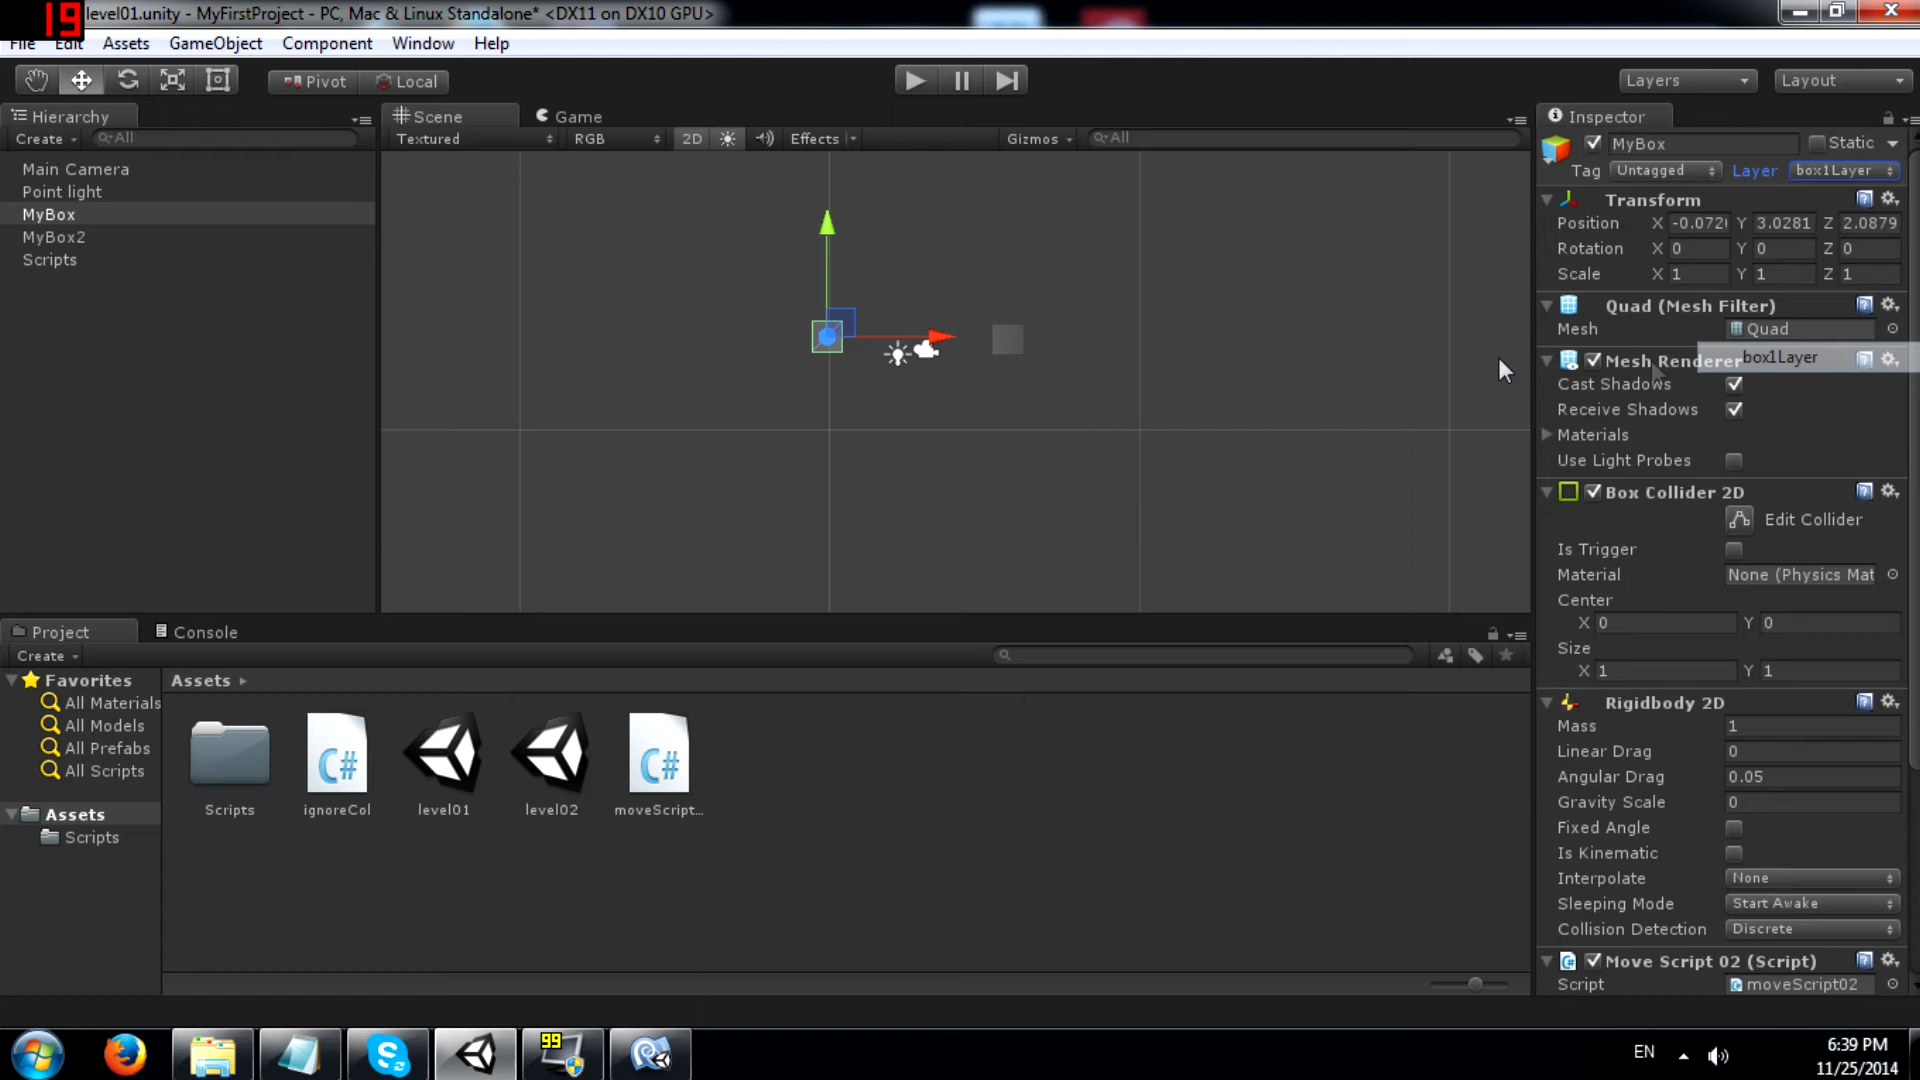 19
level01.unity - MyFirstProject - PC, Mac & Linux Standalone* <DX11 on DX10 GPU>
File Edit Assets GameObject Component Window Help
Pivot Local
Layers Layout
Hierarchy
Create All
Main Camera
Point light
MyBox
MyBox2
Scripts
Scene Game
Textured RGB 2D Effects Gizmos All
Inspector
MyBox Static
Tag Untagged Layer box1Layer
Transform
Position X -0.072 Y 3.0281 Z 2.0879
Rotation X 0 Y 0 Z 0
Scale X 1 Y 1 Z 1
Quad (Mesh Filter)
Mesh Quad
Mesh Renderer box1Layer
Cast Shadows
Receive Shadows
Materials
Use Light Probes
Box Collider 2D
Edit Collider
Is Trigger
Material None (Physics Mat
Center
X 0 Y 0
Size
X 1 Y 1
Rigidbody 2D
Mass 1
Linear Drag 0
Angular Drag 0.05
Gravity Scale 0
Fixed Angle
Is Kinematic
Interpolate None
Sleeping Mode Start Awake
Collision Detection Discrete
Move Script 02 (Script)
Script moveScript02
Project Console
Create
Favorites
All Materials
All Models
All Prefabs
All Scripts
Assets
Scripts
Assets
C# C#
Scripts ignoreCol level01 level02 moveScript...
99
EN
6:39 PM
11/25/2014